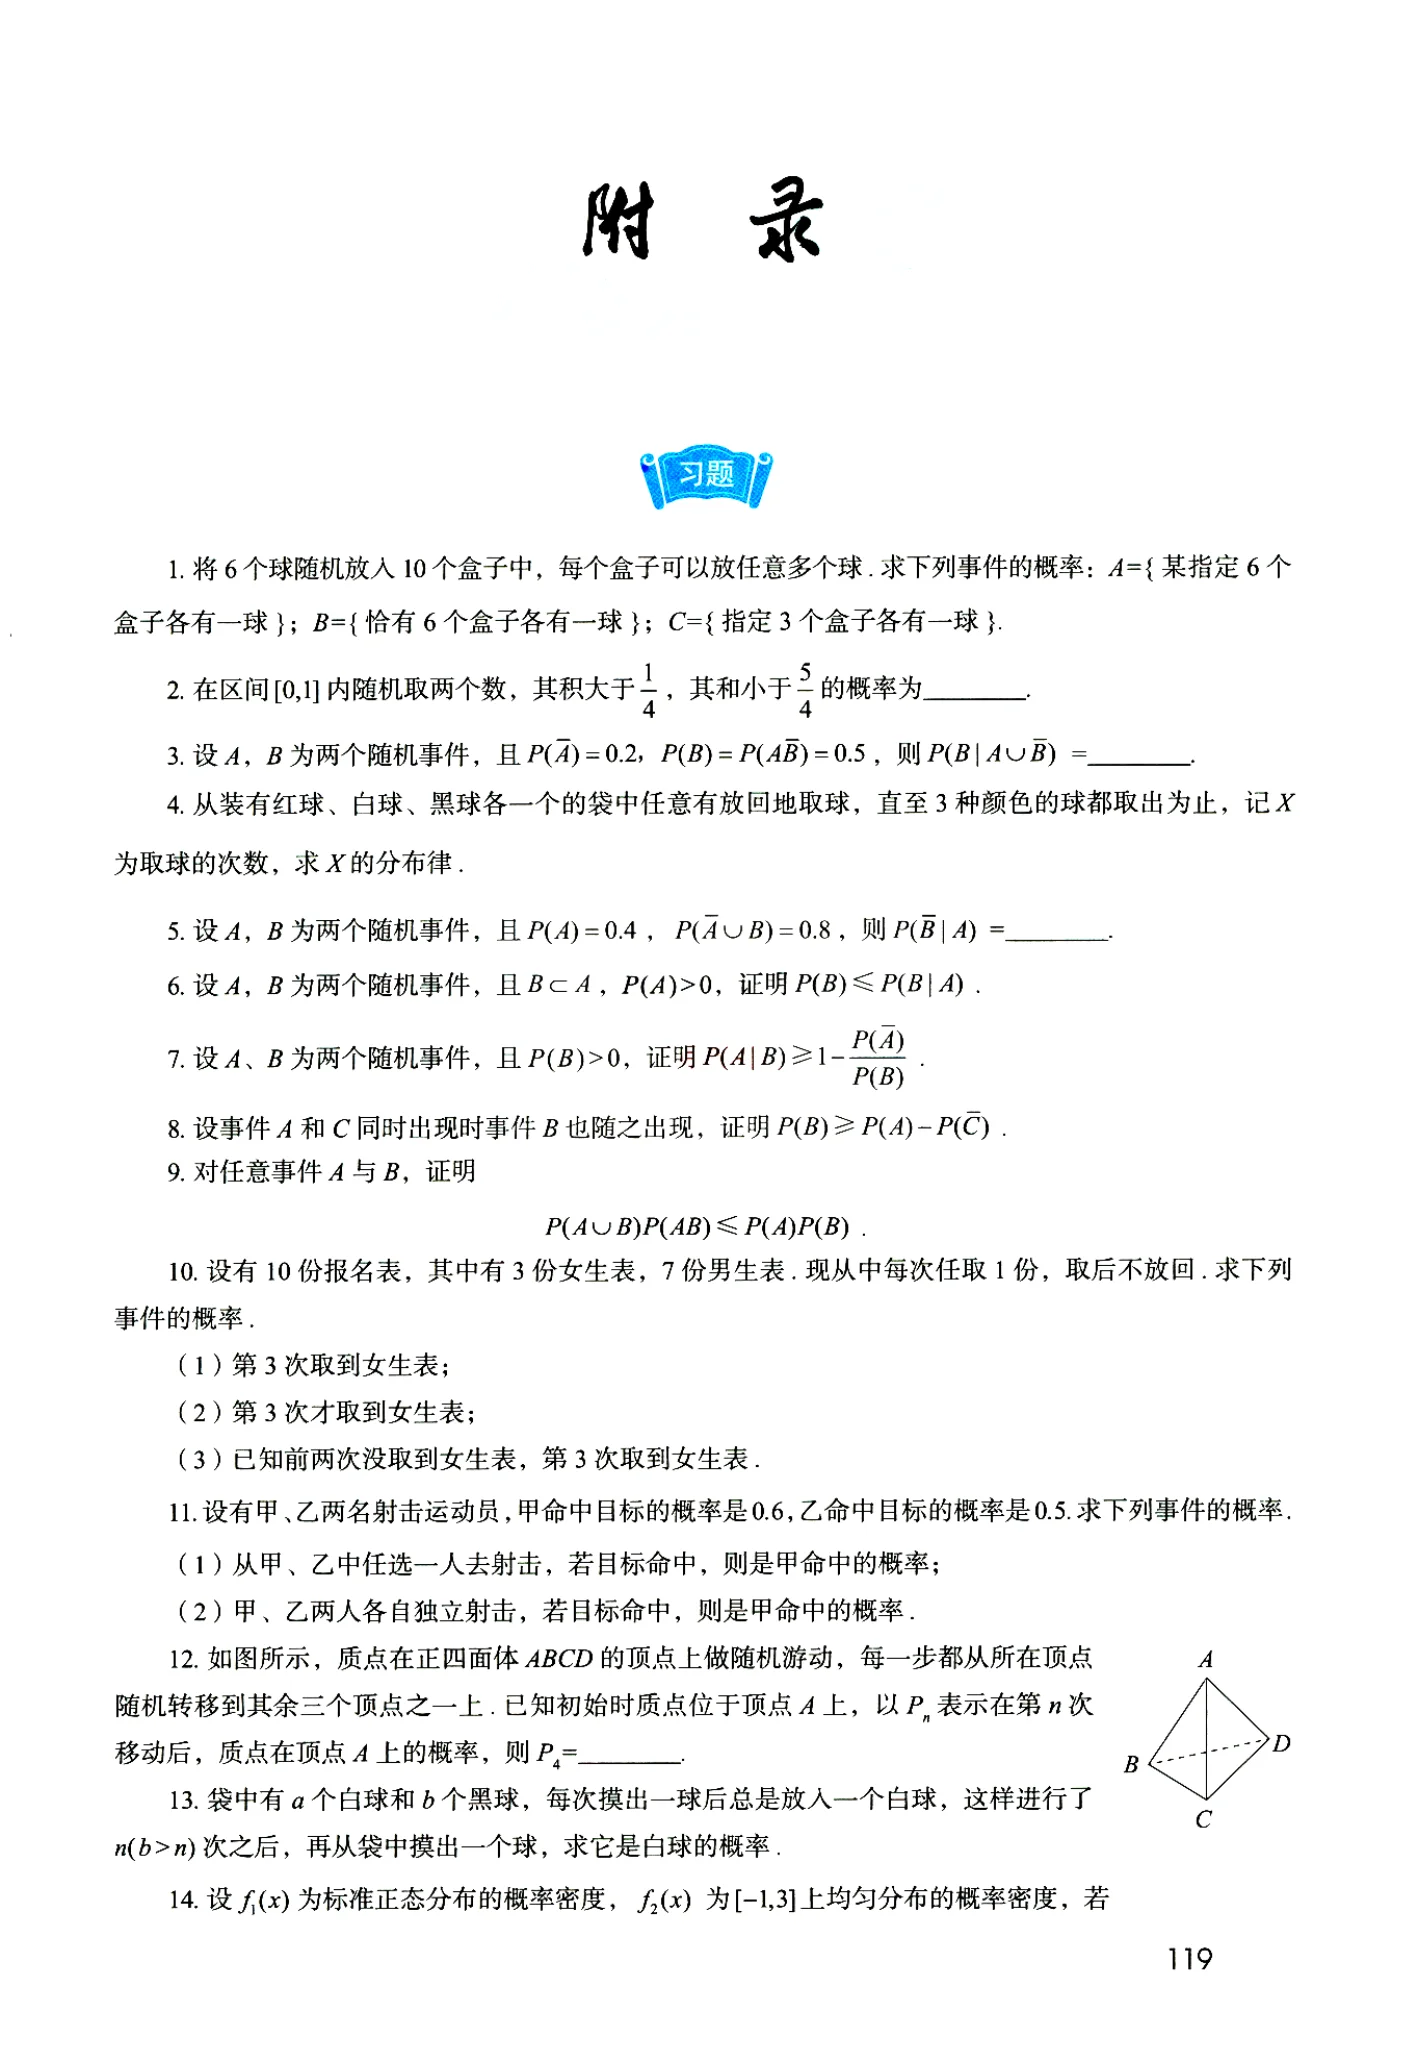 附 录
习题
1. 将 6 个球随机放入 10 个盒子中，每个盒子可以放任意多个球 . 求下列事件的概率：A={ 某指定 6 个
盒子各有一球 }；B={ 恰有 6 个盒子各有一球 }；C={ 指定 3 个盒子各有一球 }.
2. 在区间 [0,1] 内随机取两个数，其积大于 1/4 ，其和小于 5/4 的概率为________.
3. 设 A，B 为两个随机事件，且 P(A̅) = 0.2，P(B) = P(AB̅) = 0.5 ，则 P(B | A∪B̅) =________.
4. 从装有红球、白球、黑球各一个的袋中任意有放回地取球，直至 3 种颜色的球都取出为止，记 X
为取球的次数，求 X 的分布律 .
5. 设 A，B 为两个随机事件，且 P(A) = 0.4 ， P(A̅∪B) = 0.8 ，则 P(B̅ | A) =________.
6. 设 A，B 为两个随机事件，且 B⊂A ，P(A)>0，证明 P(B)⩽P(B | A) .
7. 设 A、B 为两个随机事件，且 P(B)>0，证明 P(A | B)⩾1− P(A̅)/P(B) .
8. 设事件 A 和 C 同时出现时事件 B 也随之出现，证明 P(B)⩾P(A)−P(C̅) .
9. 对任意事件 A 与 B，证明
P(A∪B)P(AB)⩽P(A)P(B) .
10. 设有 10 份报名表，其中有 3 份女生表，7 份男生表 . 现从中每次任取 1 份，取后不放回 . 求下列
事件的概率 .
（1）第 3 次取到女生表；
（2）第 3 次才取到女生表；
（3）已知前两次没取到女生表，第 3 次取到女生表 .
11. 设有甲、乙两名射击运动员，甲命中目标的概率是 0.6，乙命中目标的概率是 0.5. 求下列事件的概率.
（1）从甲、乙中任选一人去射击，若目标命中，则是甲命中的概率；
（2）甲、乙两人各自独立射击，若目标命中，则是甲命中的概率 .
12. 如图所示，质点在正四面体 ABCD 的顶点上做随机游动，每一步都从所在顶点
随机转移到其余三个顶点之一上 . 已知初始时质点位于顶点 A 上，以 Pₙ 表示在第 n 次
移动后，质点在顶点 A 上的概率，则 P₄=________.
A
B
D
C
13. 袋中有 a 个白球和 b 个黑球，每次摸出一球后总是放入一个白球，这样进行了
n(b>n) 次之后，再从袋中摸出一个球，求它是白球的概率 .
14. 设 f₁(x) 为标准正态分布的概率密度， f₂(x) 为 [−1,3] 上均匀分布的概率密度，若
119